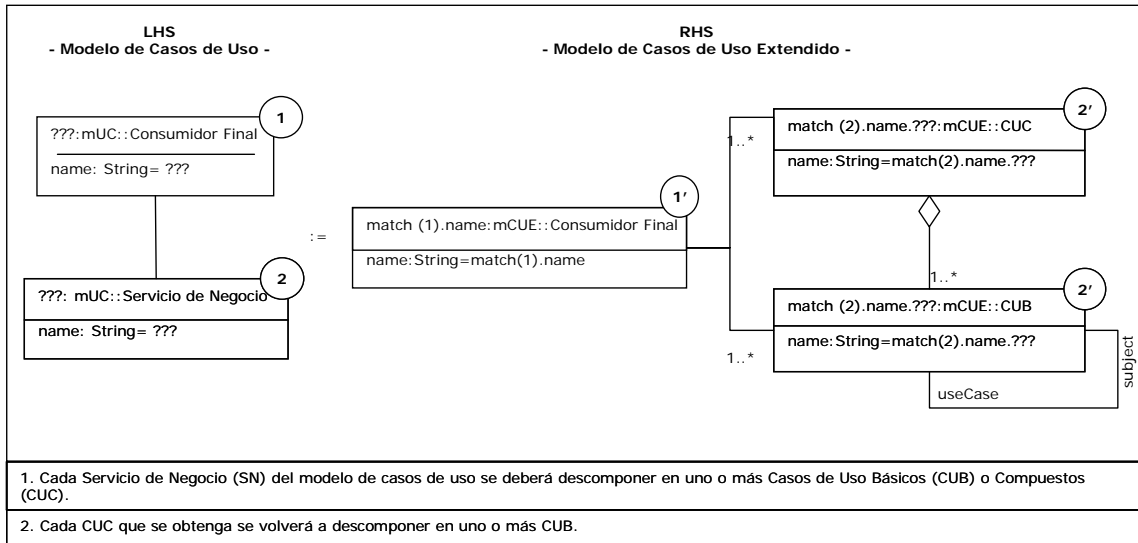 LHS
- Modelo de Casos de Uso -
RHS
- Modelo de Casos de Uso Extendido -
1
???:mUC::Consumidor Final
name: String= ???
2
???: mUC::Servicio de Negocio
name: String= ???
:=
1'
match (1).name:mCUE::Consumidor Final
name:String=match(1).name
2'
match (2).name.???:mCUE::CUC
name:String=match(2).name.???
1..*
1..*
2'
match (2).name.???:mCUE::CUB
name:String=match(2).name.???
1..*
subject
useCase
1. Cada Servicio de Negocio (SN) del modelo de casos de uso se deberá descomponer en uno o más Casos de Uso Básicos (CUB) o Compuestos
(CUC).
2. Cada CUC que se obtenga se volverá a descomponer en uno o más CUB.